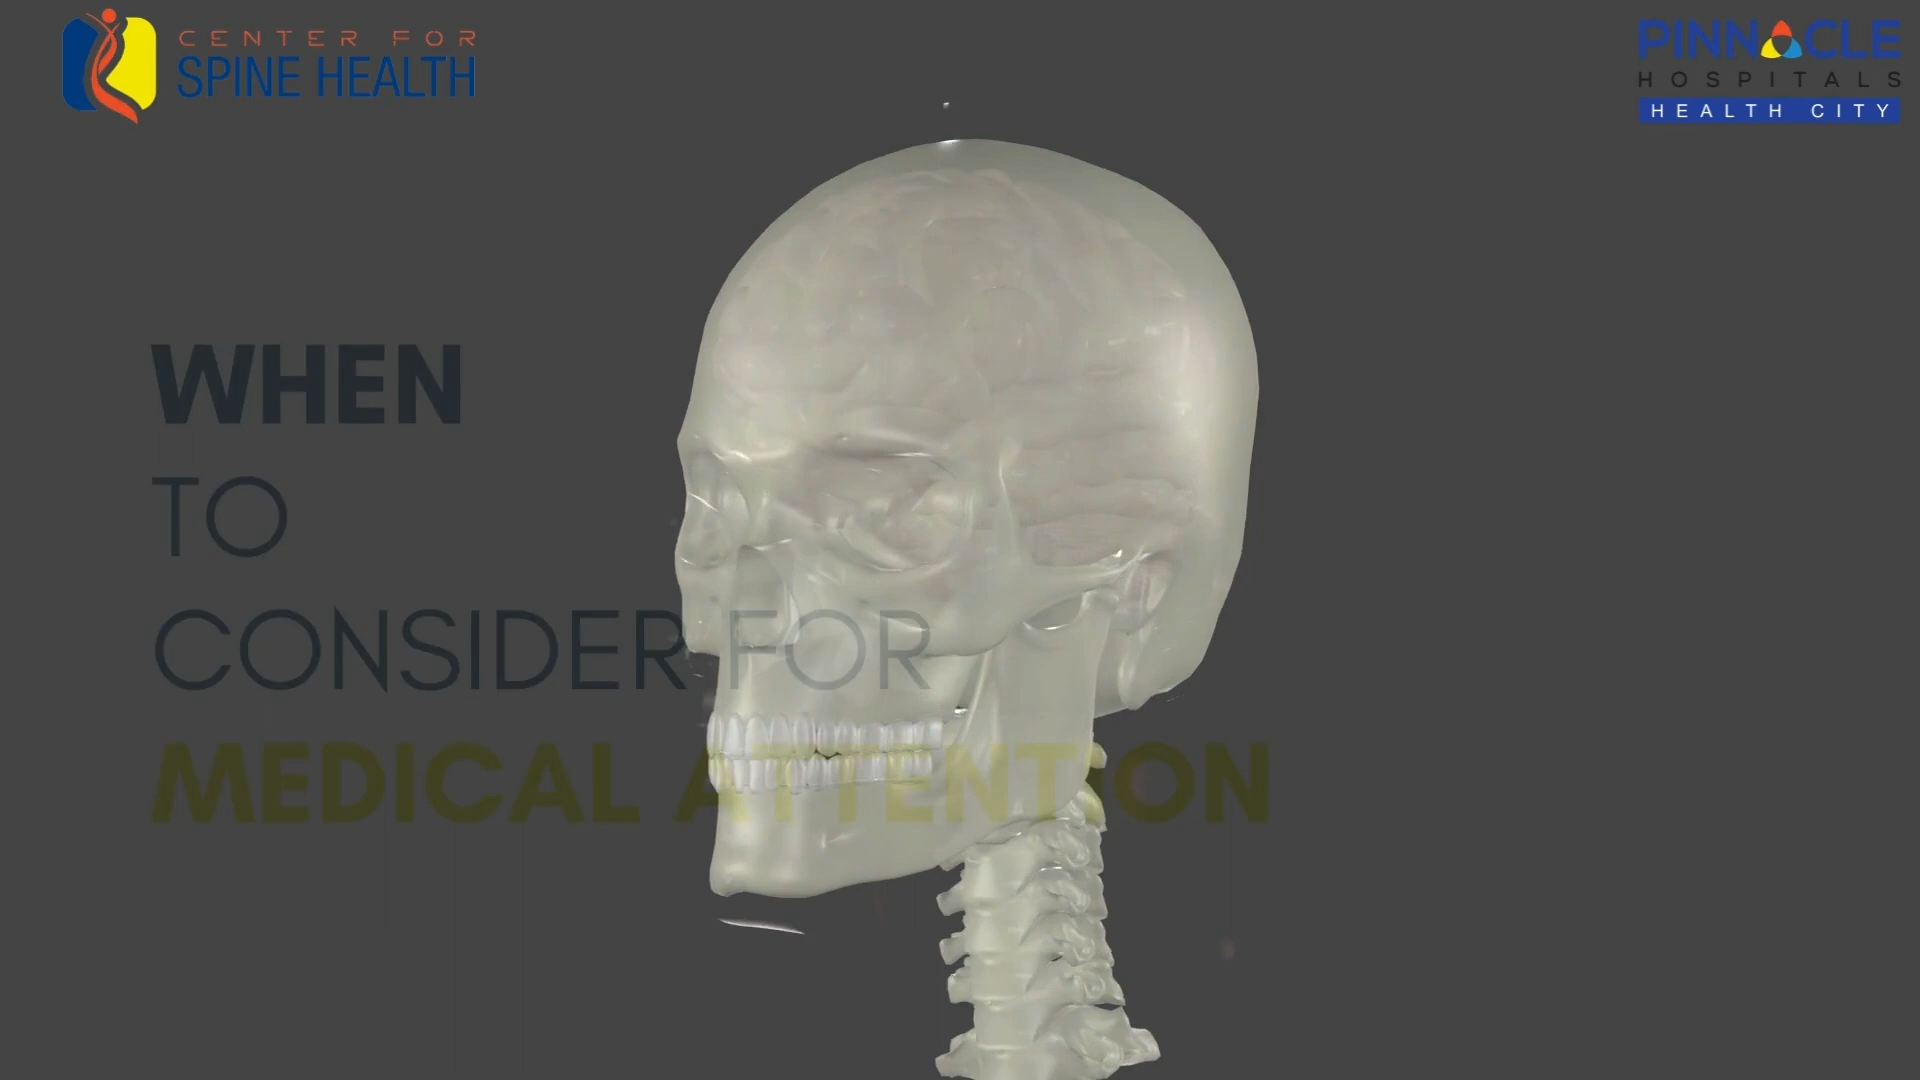 CENTER FOR
SPINE HEALTH
PINNACLE
HOSPITALS
HEALTH CITY
WHEN
TO
CONSIDER FOR
MEDICAL ATTENTION